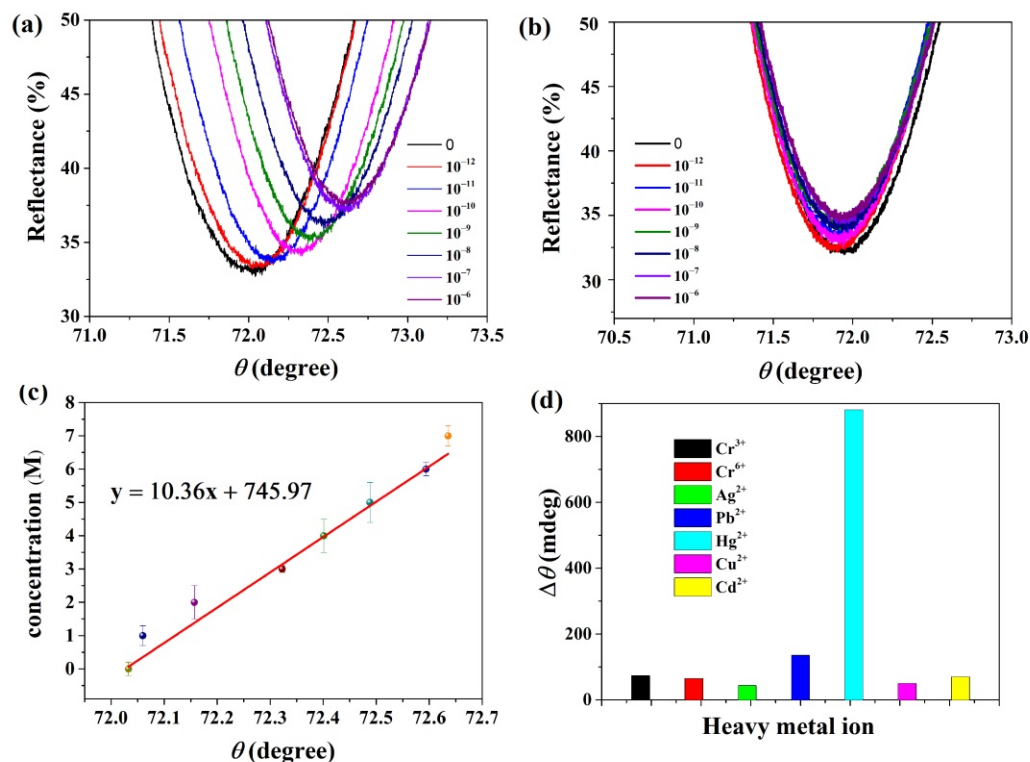 (a)
50
45
40
35
30
Reflectance (%)
0
10⁻¹²
10⁻¹¹
10⁻¹⁰
10⁻⁹
10⁻⁸
10⁻⁷
10⁻⁶
71.0 71.5 72.0 72.5 73.0 73.5
θ (degree)
(b)
50
45
40
35
30
Reflectance (%)
0
10⁻¹²
10⁻¹¹
10⁻¹⁰
10⁻⁹
10⁻⁸
10⁻⁷
10⁻⁶
70.5 71.0 71.5 72.0 72.5 73.0
θ (degree)
(c)
8
7
6
5
4
3
2
1
0
concentration (M)
y = 10.36x + 745.97
72.0 72.1 72.2 72.3 72.4 72.5 72.6 72.7
θ (degree)
(d)
800
600
400
200
0
Δθ (mdeg)
Cr³⁺
Cr⁶⁺
Ag²⁺
Pb²⁺
Hg²⁺
Cu²⁺
Cd²⁺
Heavy metal ion